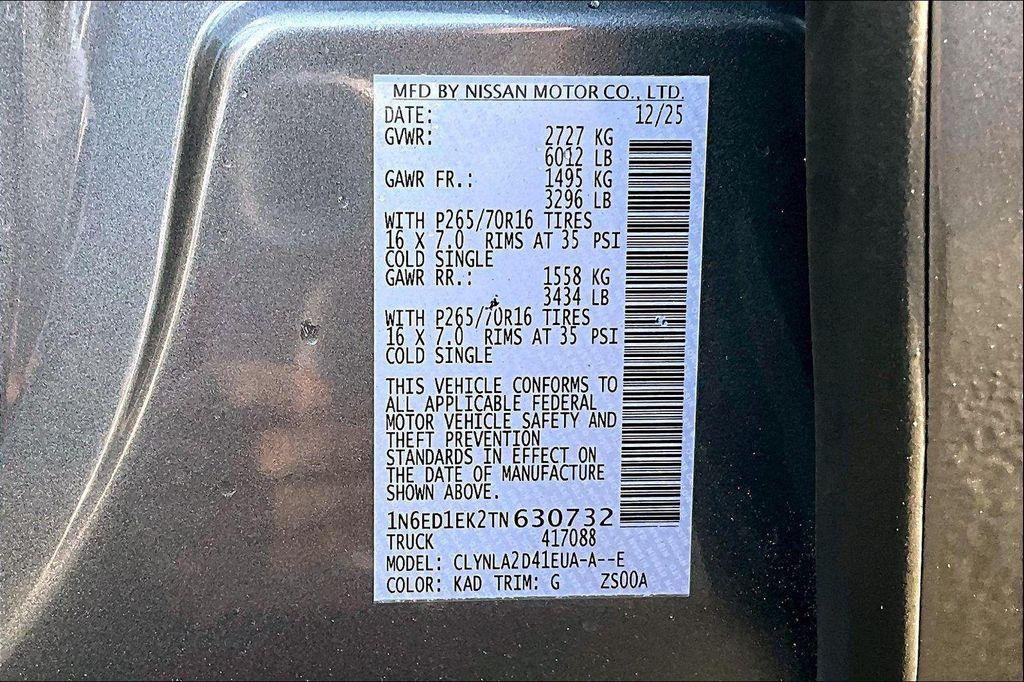 MFD BY NISSAN MOTOR CO., LTD.
DATE: 12/25
GVWR: 2727 KG
6012 LB
GAWR FR.: 1495 KG
3296 LB
WITH P265/70R16 TIRES
16 X 7.0 RIMS AT 35 PSI
COLD SINGLE
GAWR RR.: 1558 KG
3434 LB
WITH P265/70R16 TIRES
16 X 7.0 RIMS AT 35 PSI
COLD SINGLE
THIS VEHICLE CONFORMS TO
ALL APPLICABLE FEDERAL
MOTOR VEHICLE SAFETY AND
THEFT PREVENTION
STANDARDS IN EFFECT ON
THE DATE OF MANUFACTURE
SHOWN ABOVE.
1N6ED1EK2TN630732
TRUCK 417088
MODEL: CLYNLA2D41EUA-A--E
COLOR: KAD TRIM: G ZS00A